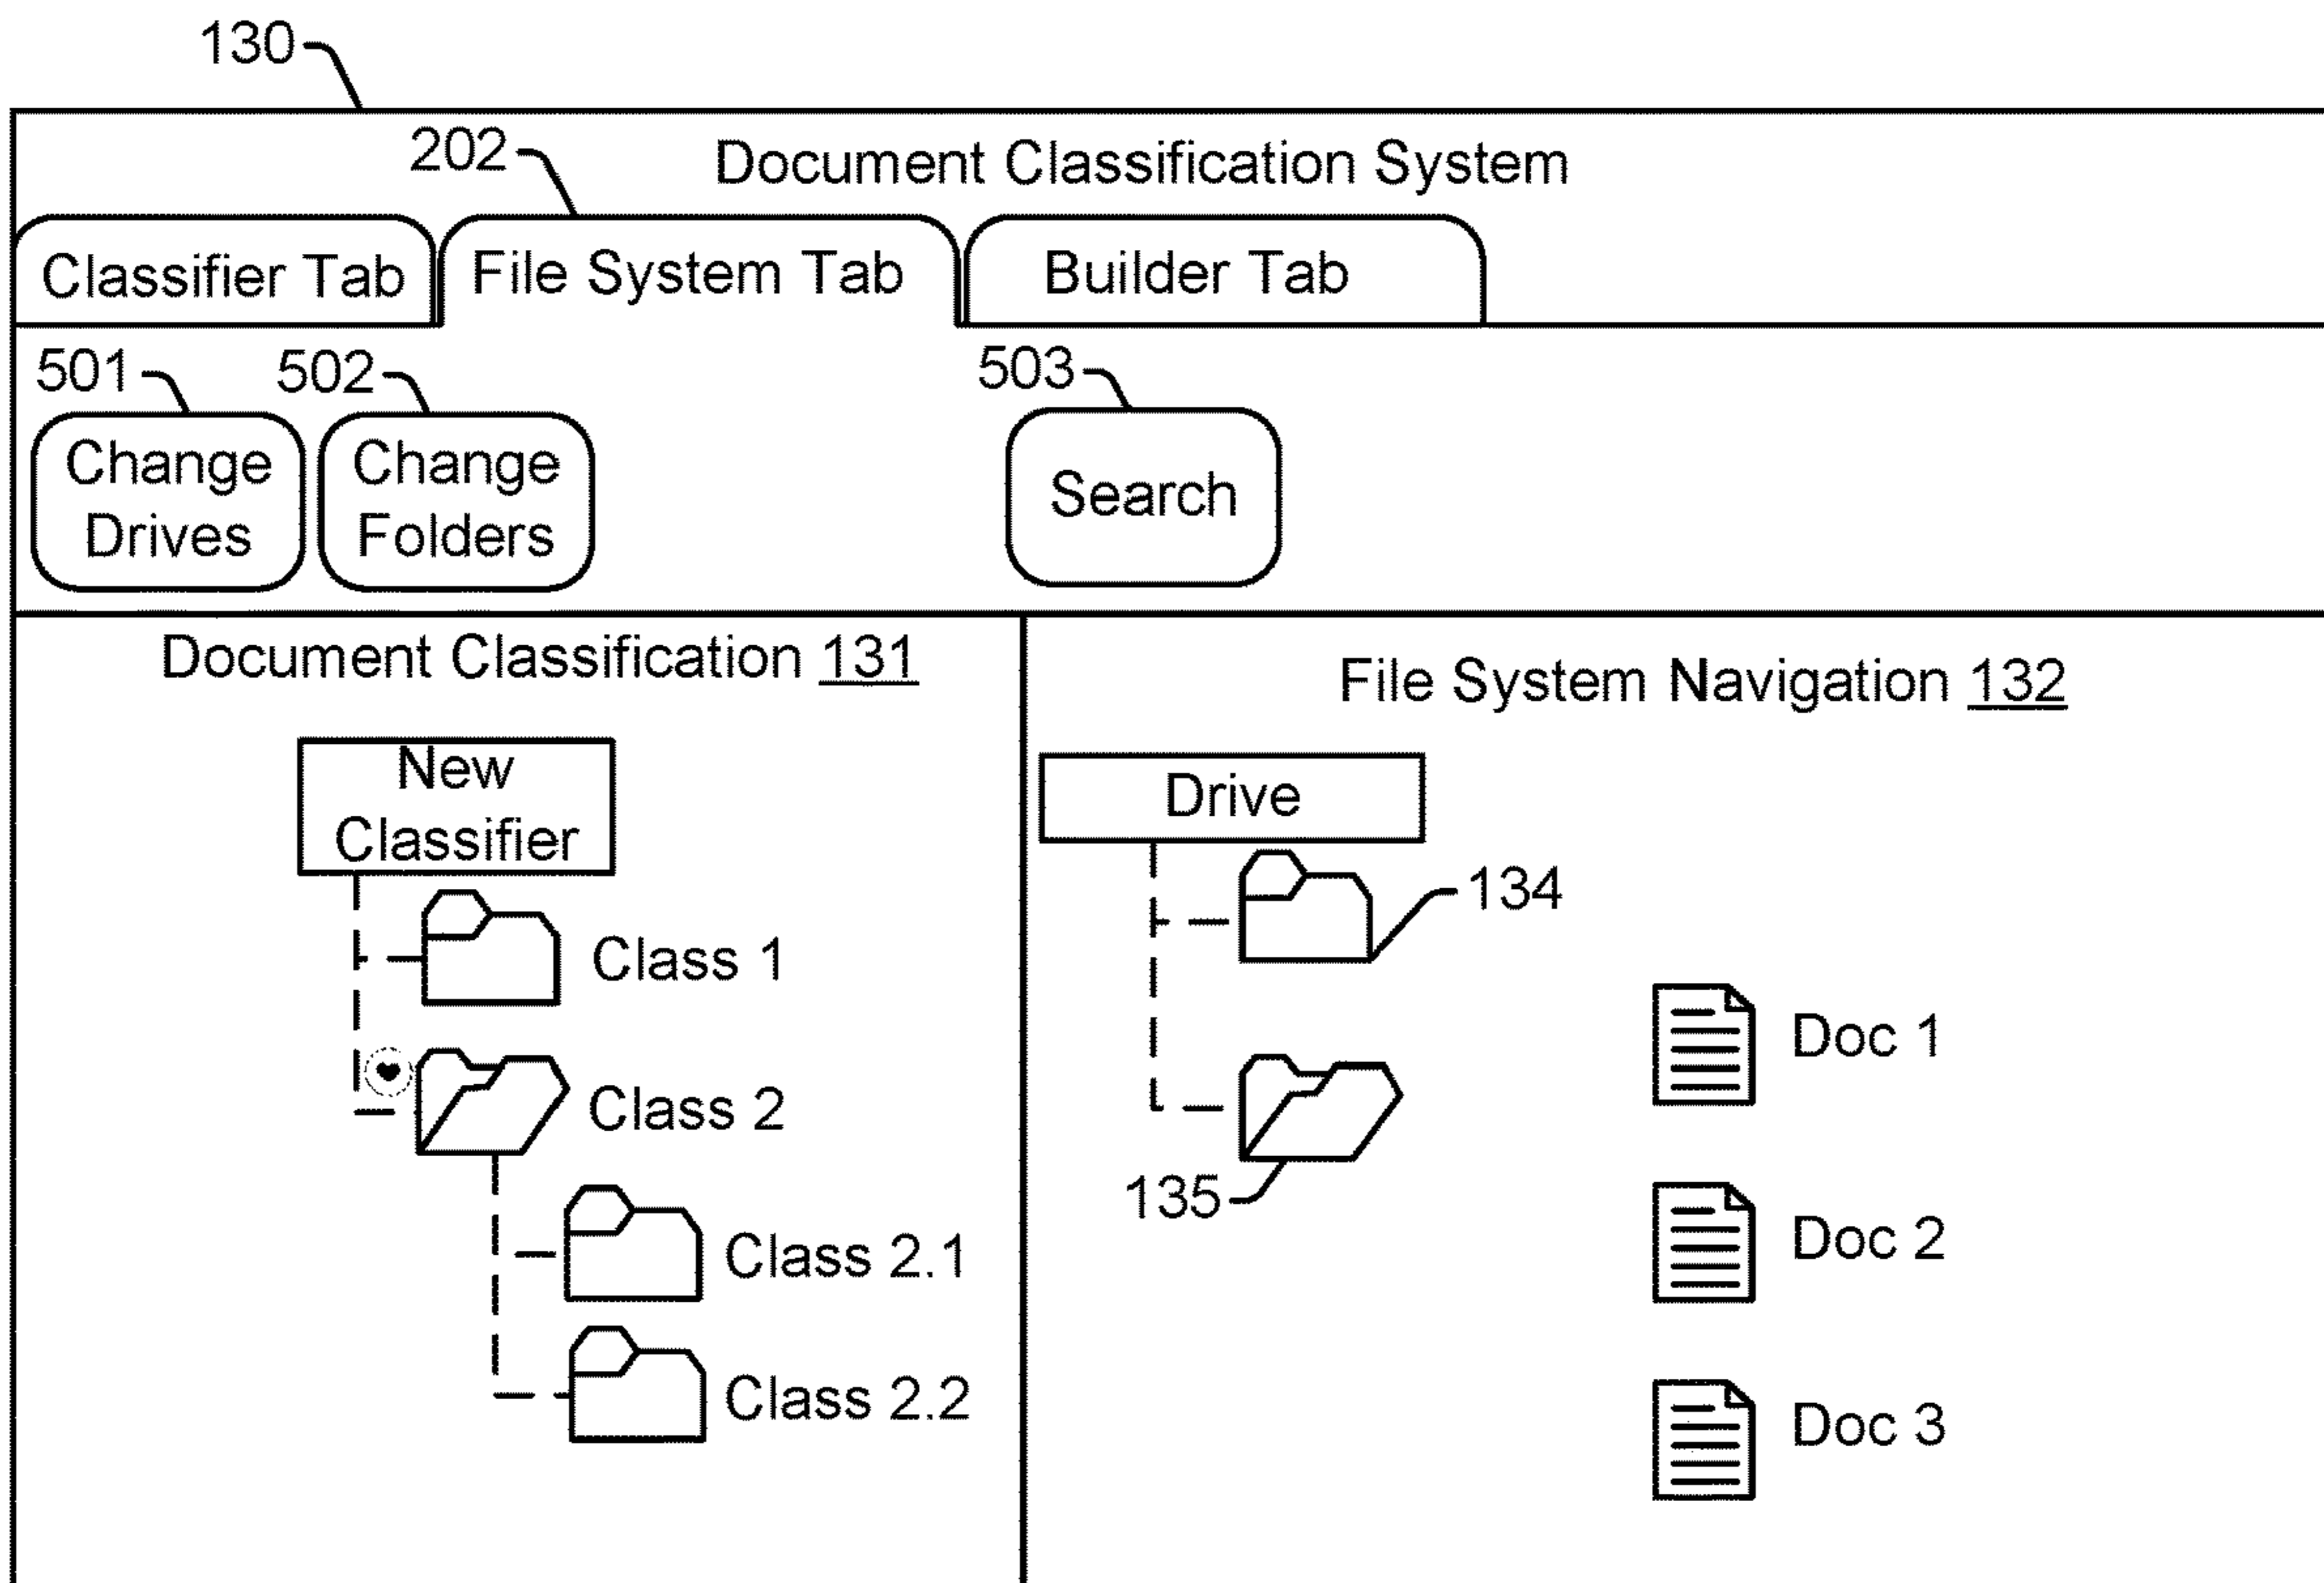 130
202
Document Classification System
Classifier Tab
File System Tab
Builder Tab
501
502
503
Change
Drives
Change
Folders
Search
Document Classification 131
New
Classifier
Class 1
Class 2
Class 2.1
Class 2.2
File System Navigation 132
Drive
134
135
Doc 1
Doc 2
Doc 3